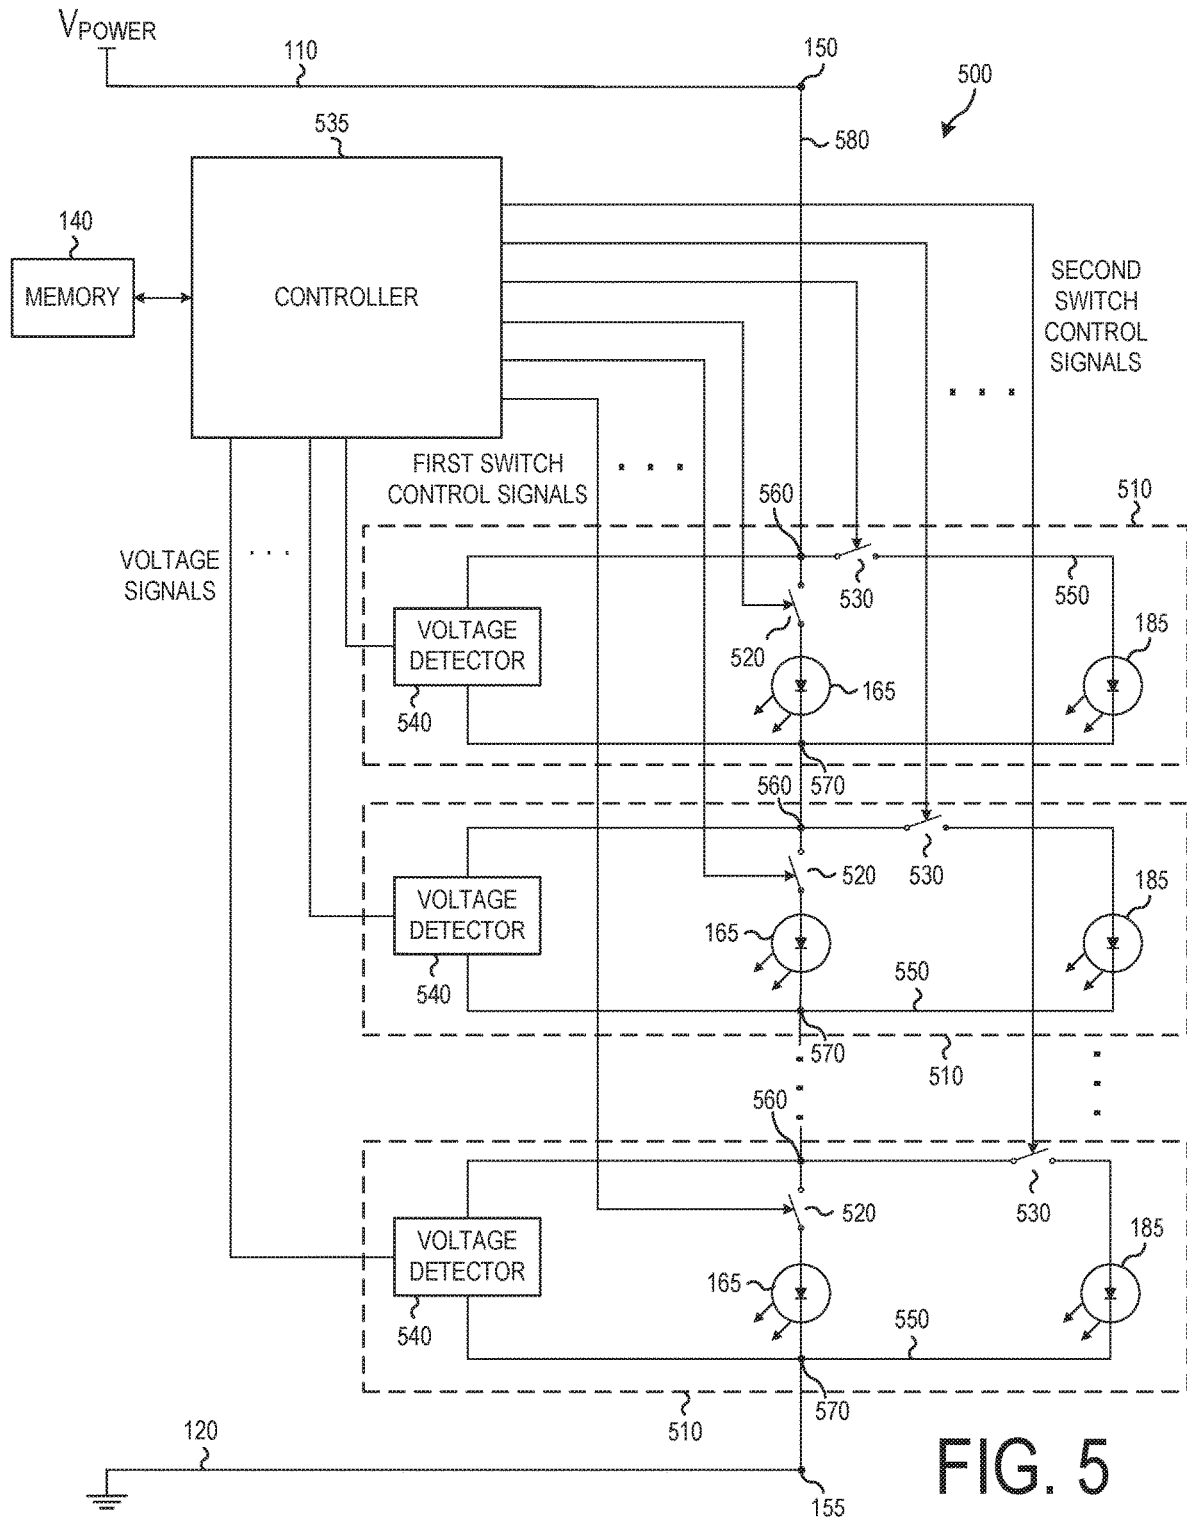 VPOWER
110
150
500
535
580
140
MEMORY
CONTROLLER
SECOND
SWITCH
CONTROL
SIGNALS
FIRST SWITCH
CONTROL SIGNALS
560
510
VOLTAGE
SIGNALS
530
550
VOLTAGE
DETECTOR
520
185
165
540
560
570
530
520
VOLTAGE
DETECTOR
185
165
540
550
570
510
560
520
530
VOLTAGE
DETECTOR
185
165
540
550
570
510
120
155
FIG. 5